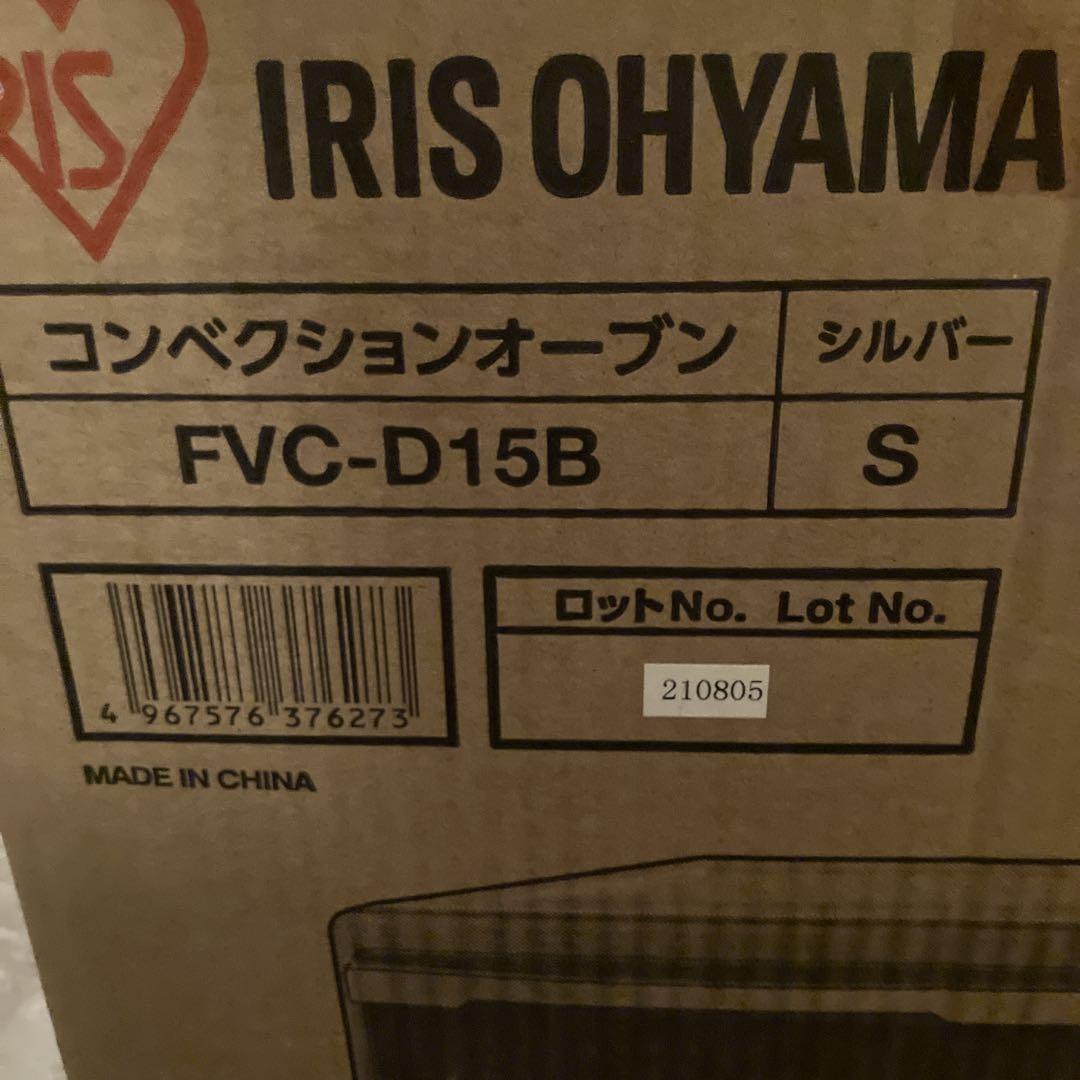 IRIS
IRIS OHYAMA
コンベクションオーブン シルバー
FVC-D15B S
ロットNo. Lot No.
210805
4 967576 376273
MADE IN CHINA